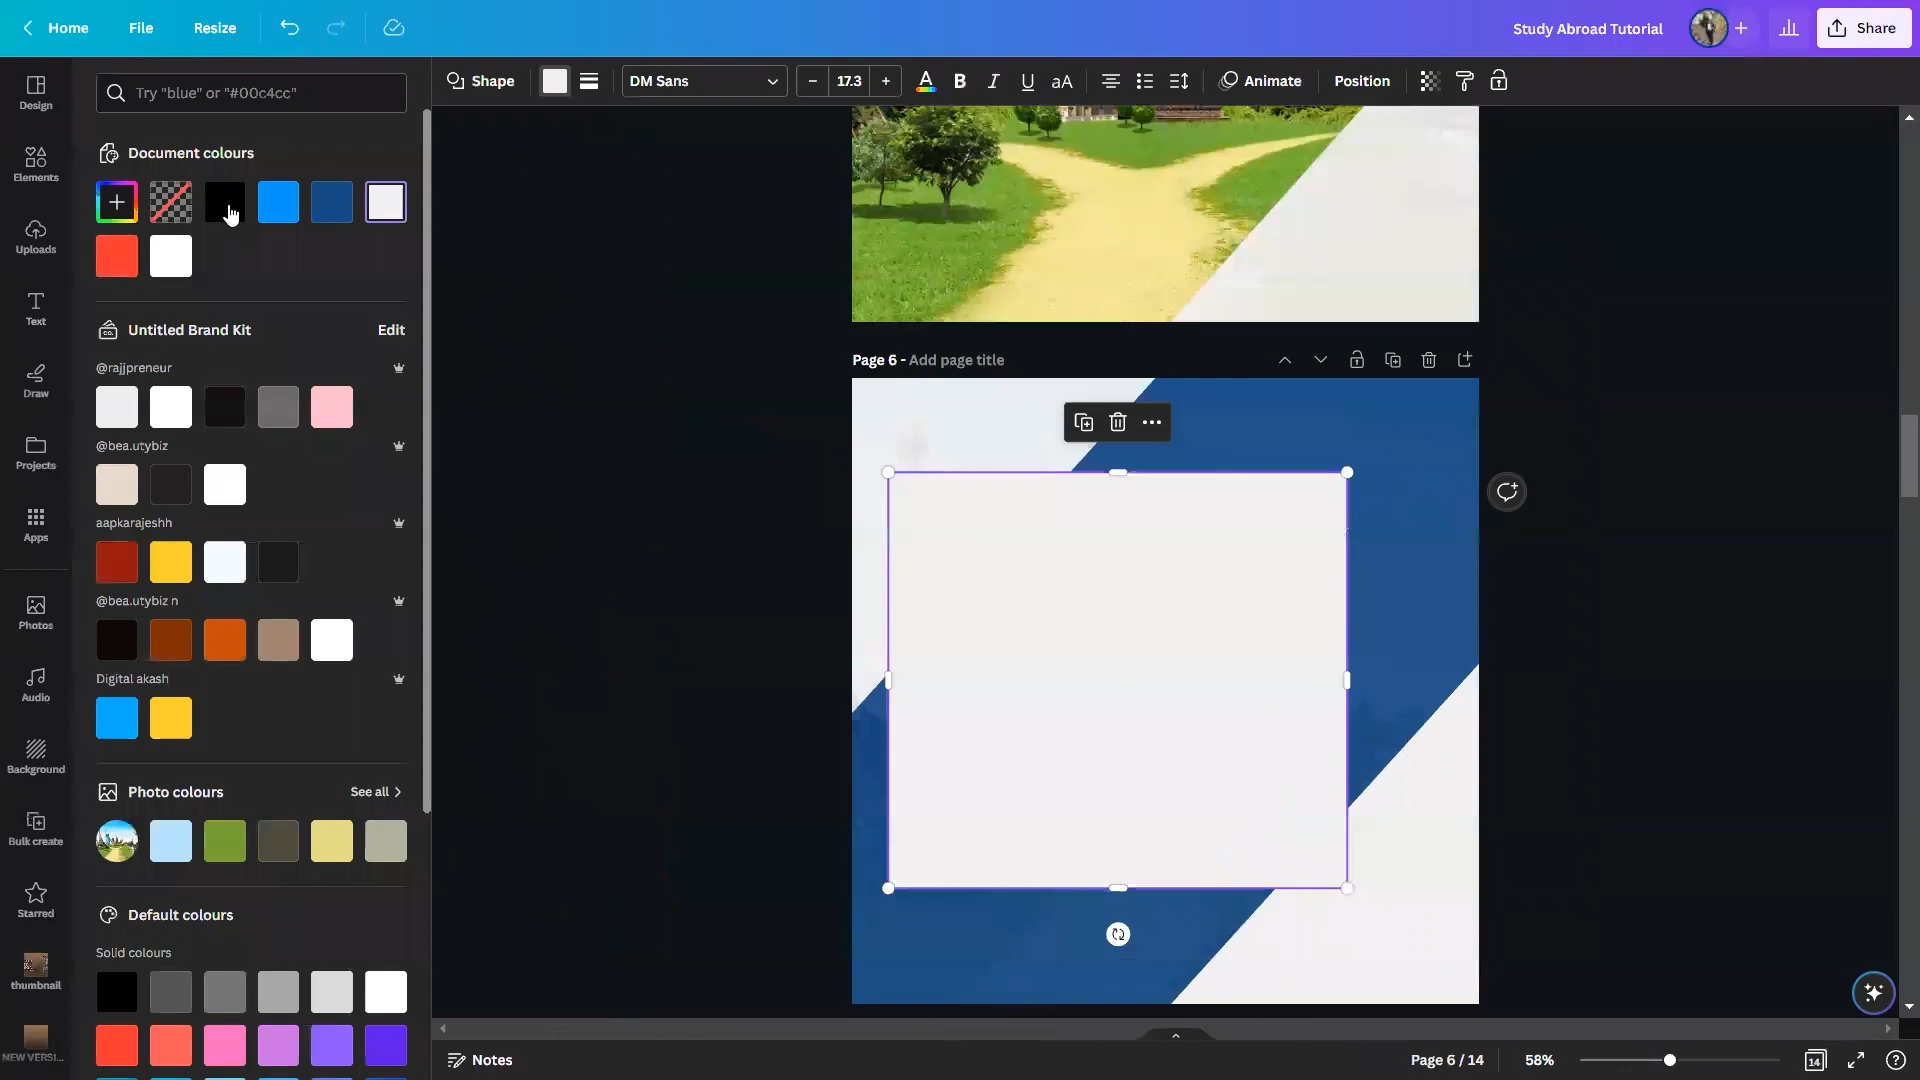 Home
File
Resize
Study Abroad Tutorial
Share
Design
Elements
Uploads
Text
Draw
Projects
Apps
Photos
Audio
Background
Bulk create
Starred
thumbnail
NEW VERSI...
Try "blue" or "#00c4cc"
Document colours
Untitled Brand Kit
Edit
@rajjpreneur
@bea.utybiz
aapkarajeshh
@bea.utybiz n
Digital akash
Photo colours
See all
Default colours
Solid colours
Shape
DM Sans
– 17.3 +
A
B
I
U
aA
Animate
Position
Page 6 - Add page title
Notes
Page 6 / 14
58%
14